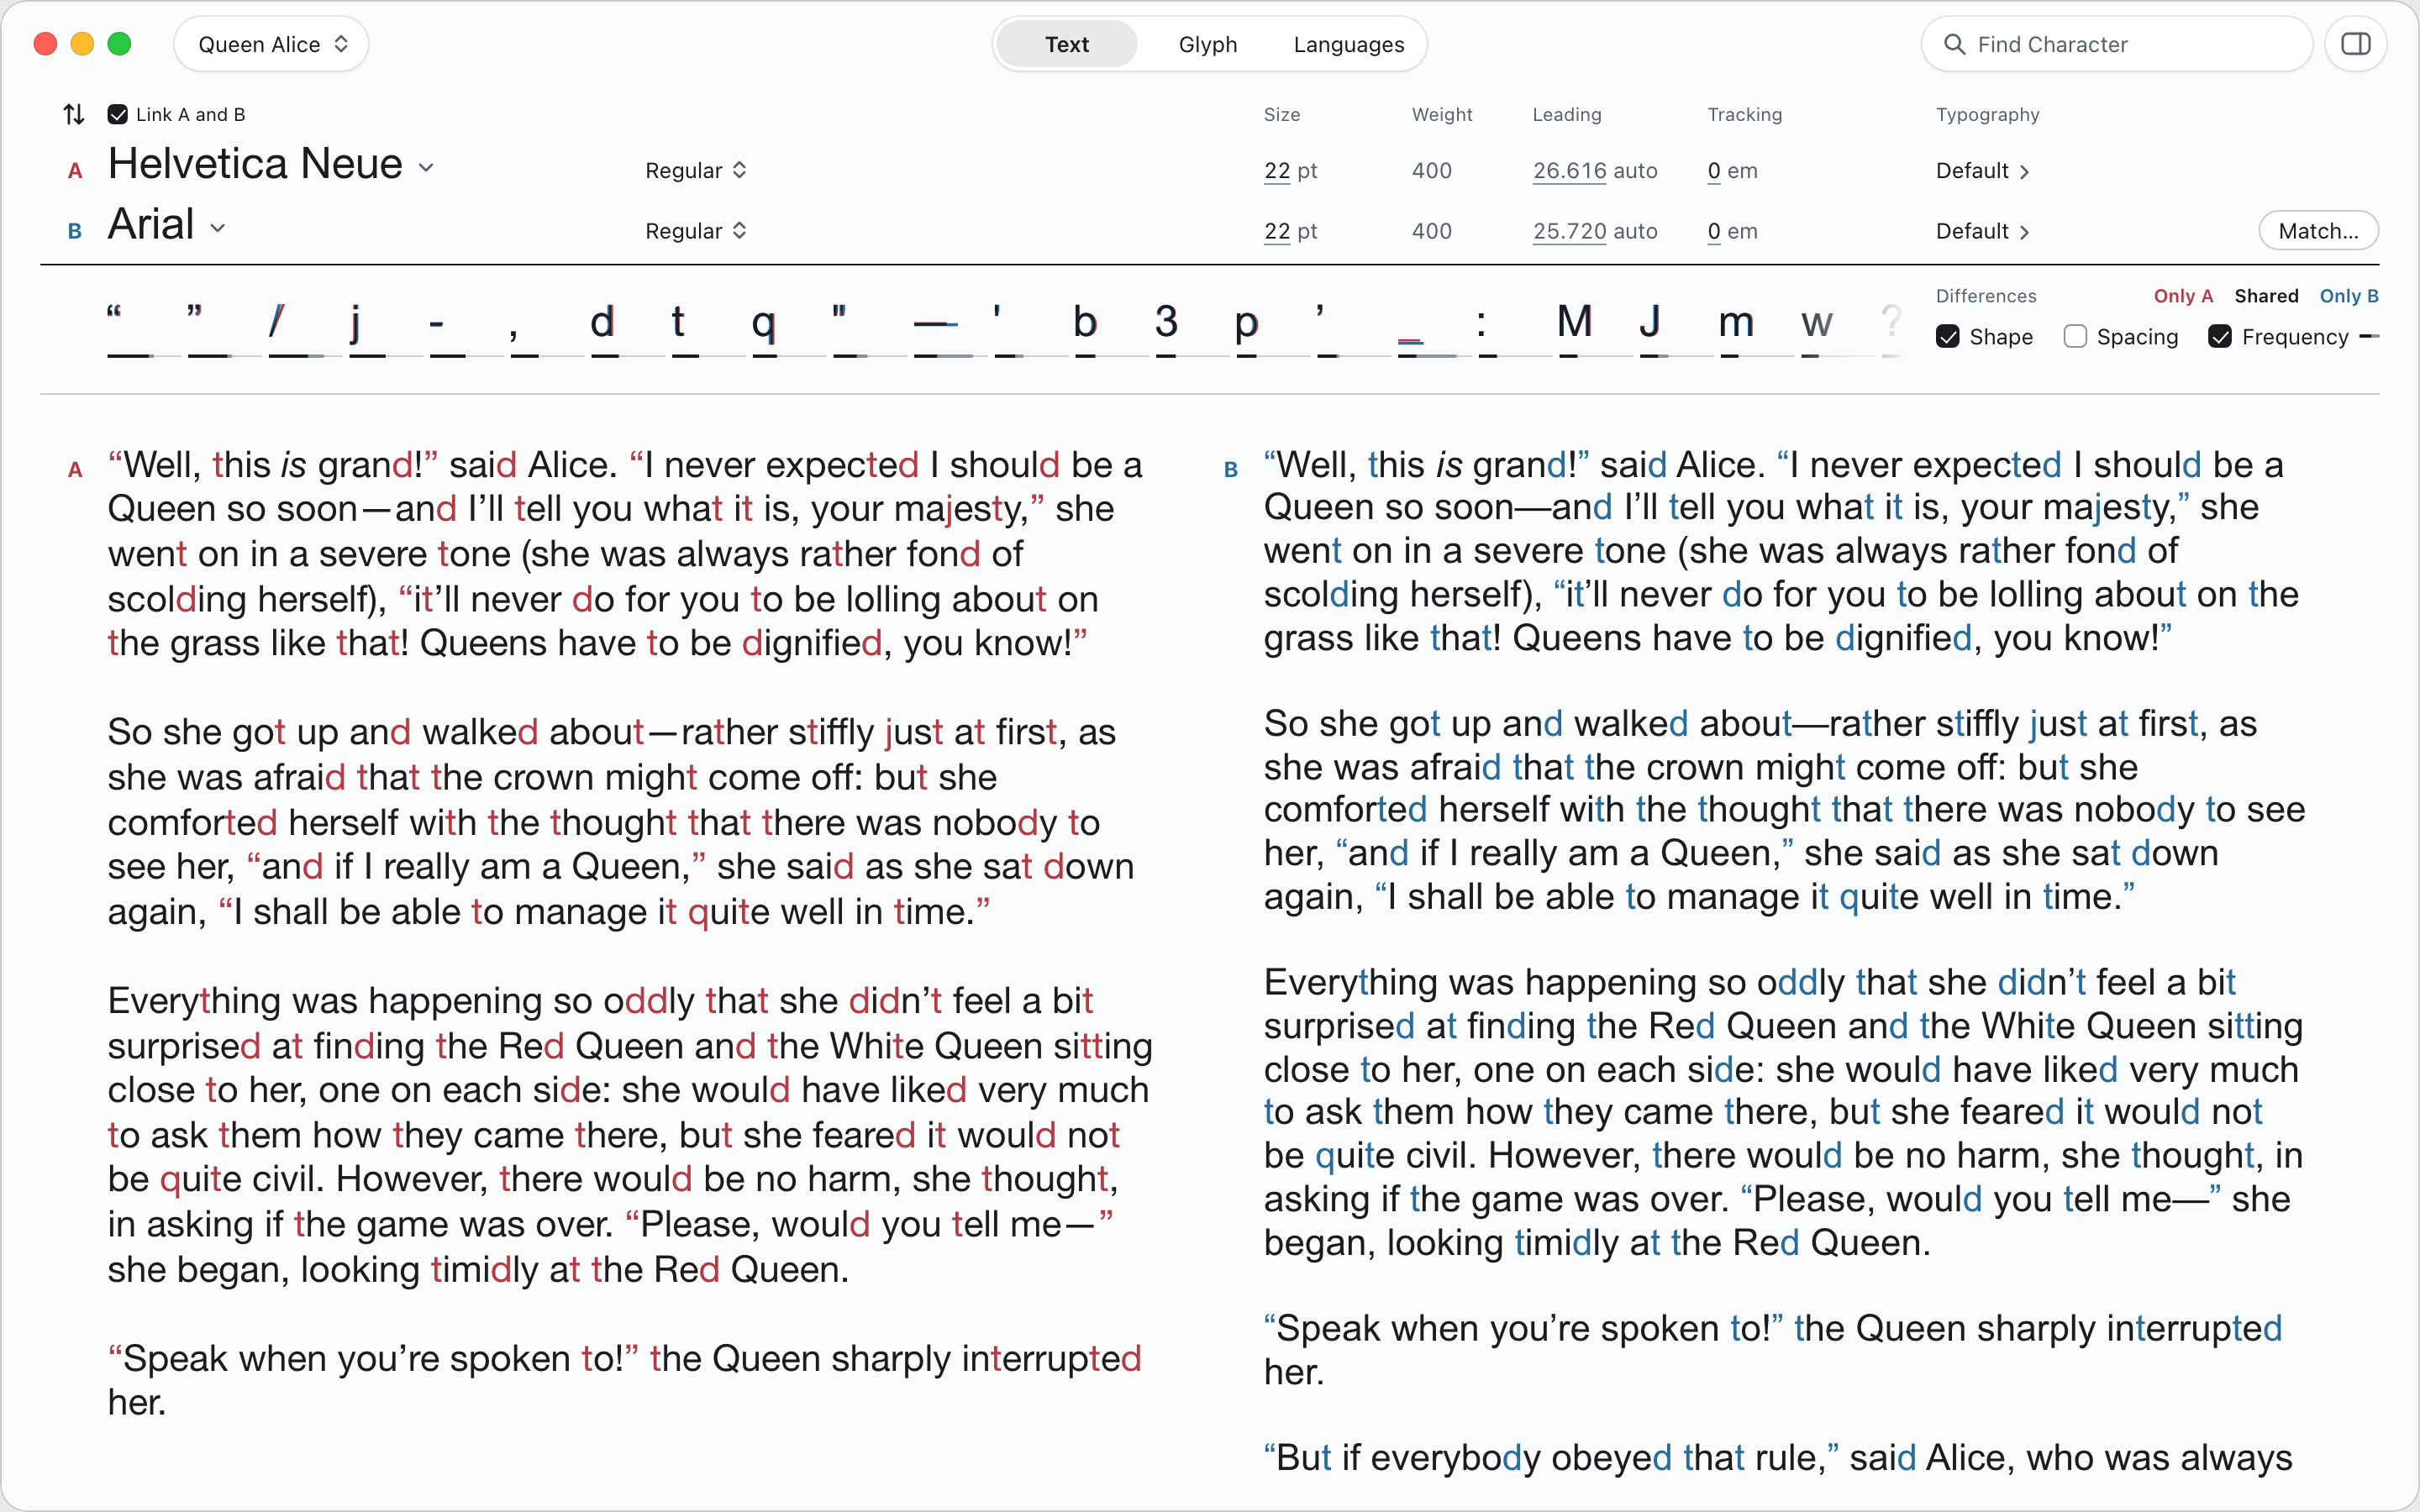 Queen Alice
Text Glyph Languages
Find Character
Link A and B
Size Weight Leading Tracking Typography
A Helvetica Neue Regular 22 pt 400 26.616 auto 0 em Default
B Arial Regular 22 pt 400 25.720 auto 0 em Default Match...
“ ” / j - , d t q " — ' b 3 p ’ _ : M J m w ?
Differences Only A Shared Only B
Shape Spacing Frequency
A
“Well, this is grand!” said Alice. “I never expected I should be a
Queen so soon—and I’ll tell you what it is, your majesty,” she
went on in a severe tone (she was always rather fond of
scolding herself), “it’ll never do for you to be lolling about on
the grass like that! Queens have to be dignified, you know!”
So she got up and walked about—rather stiffly just at first, as
she was afraid that the crown might come off: but she
comforted herself with the thought that there was nobody to
see her, “and if I really am a Queen,” she said as she sat down
again, “I shall be able to manage it quite well in time.”
Everything was happening so oddly that she didn’t feel a bit
surprised at finding the Red Queen and the White Queen sitting
close to her, one on each side: she would have liked very much
to ask them how they came there, but she feared it would not
be quite civil. However, there would be no harm, she thought,
in asking if the game was over. “Please, would you tell me—”
she began, looking timidly at the Red Queen.
“Speak when you’re spoken to!” the Queen sharply interrupted
her.
B
“Well, this is grand!” said Alice. “I never expected I should be a
Queen so soon—and I’ll tell you what it is, your majesty,” she
went on in a severe tone (she was always rather fond of
scolding herself), “it’ll never do for you to be lolling about on the
grass like that! Queens have to be dignified, you know!”
So she got up and walked about—rather stiffly just at first, as
she was afraid that the crown might come off: but she
comforted herself with the thought that there was nobody to see
her, “and if I really am a Queen,” she said as she sat down
again, “I shall be able to manage it quite well in time.”
Everything was happening so oddly that she didn’t feel a bit
surprised at finding the Red Queen and the White Queen sitting
close to her, one on each side: she would have liked very much
to ask them how they came there, but she feared it would not
be quite civil. However, there would be no harm, she thought, in
asking if the game was over. “Please, would you tell me—” she
began, looking timidly at the Red Queen.
“Speak when you’re spoken to!” the Queen sharply interrupted
her.
“But if everybody obeyed that rule,” said Alice, who was always